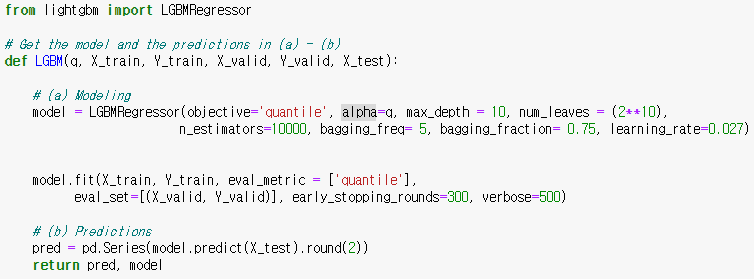 from lightgbm import LGBMRegressor
# Get the model and the predictions in (a) - (b)
def LGBM(q, X_train, Y_train, X_valid, Y_valid, X_test):
# (a) Modeling
model = LGBMRegressor(objective='quantile', alpha=q, max_depth = 10, num_leaves = (2**10),
n_estimators=10000, bagging_freq= 5, bagging_fraction= 0.75, learning_rate=0.027)
model.fit(X_train, Y_train, eval_metric = ['quantile'],
eval_set=[(X_valid, Y_valid)], early_stopping_rounds=300, verbose=500)
# (b) Predictions
pred = pd.Series(model.predict(X_test).round(2))
return pred, model